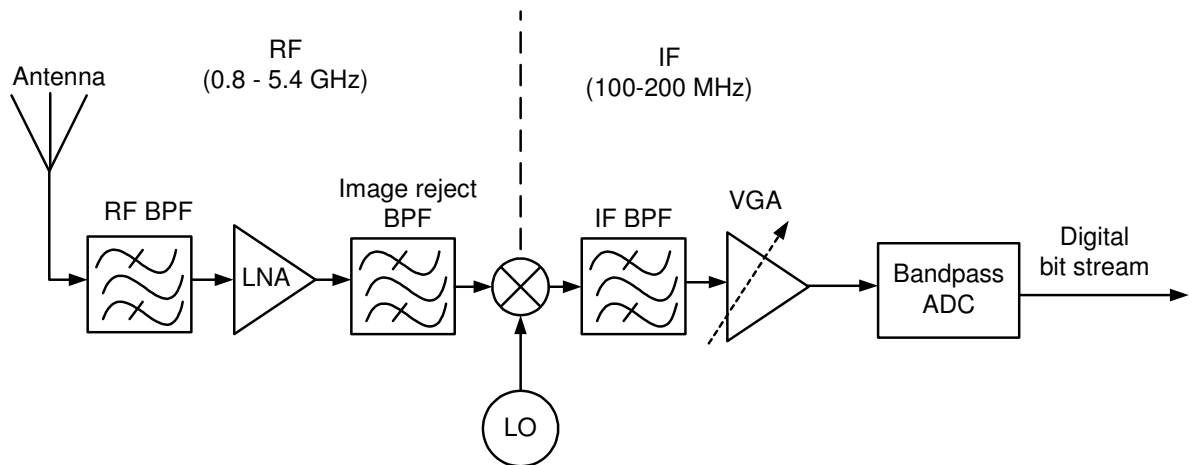 RF
(0.8 - 5.4 GHz)
IF
(100-200 MHz)
Antenna
RF BPF
LNA
Image reject
BPF
LO
IF BPF
VGA
Bandpass
ADC
Digital
bit stream